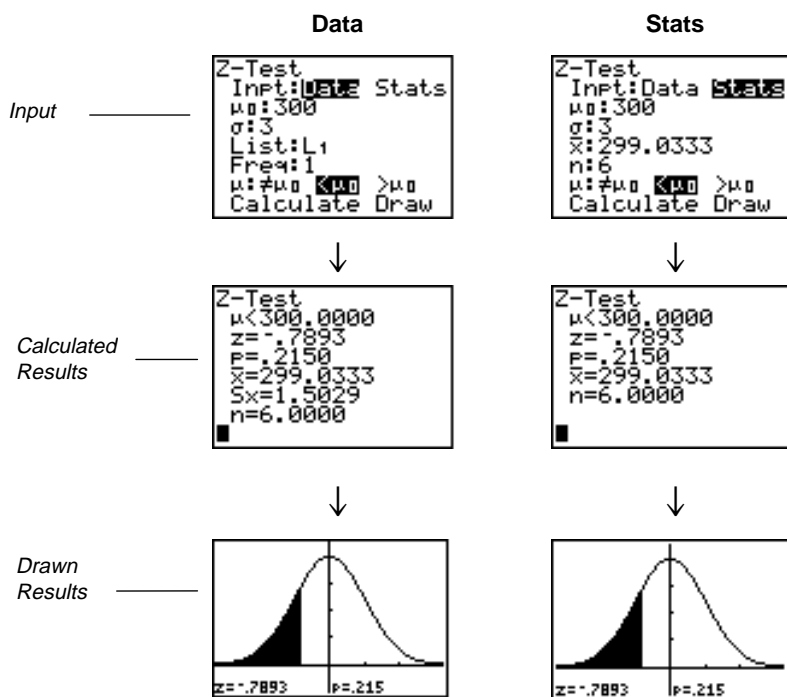 Data
Stats
Input
Z-Test
Inpt:Data Stats
μ0:300
σ:3
List:L1
Freq:1
μ:≠μ0 <μ0 >μ0
Calculate Draw
Z-Test
Inpt:Data Stats
μ0:300
σ:3
x̄:299.0333
n:6
μ:≠μ0 <μ0 >μ0
Calculate Draw
Calculated
Results
Z-Test
μ<300.0000
z=-.7893
p=.2150
x̄=299.0333
Sx=1.5029
n=6.0000
Z-Test
μ<300.0000
z=-.7893
p=.2150
x̄=299.0333
n=6.0000
Drawn
Results
z=-.7893 p=.215
z=-.7893 p=.215